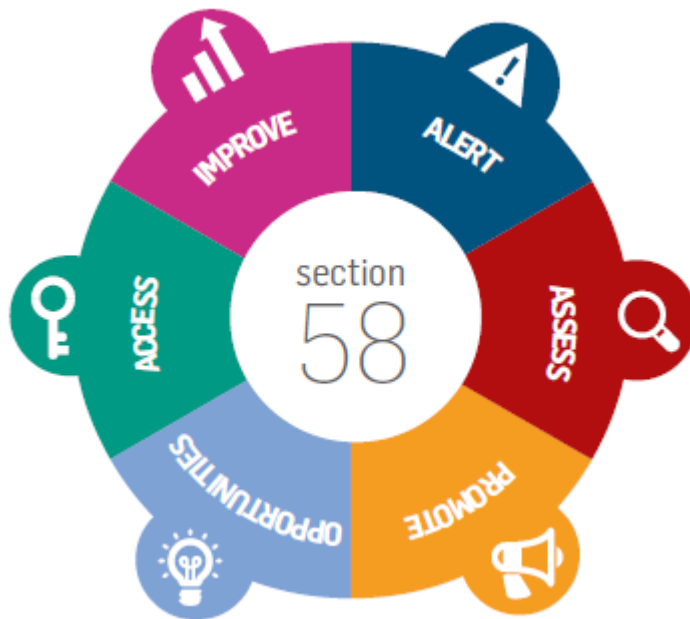 IMPROVE
ALERT
ACCESS
section
58
ASSESS
OPPORTUNITIES
PROMOTE